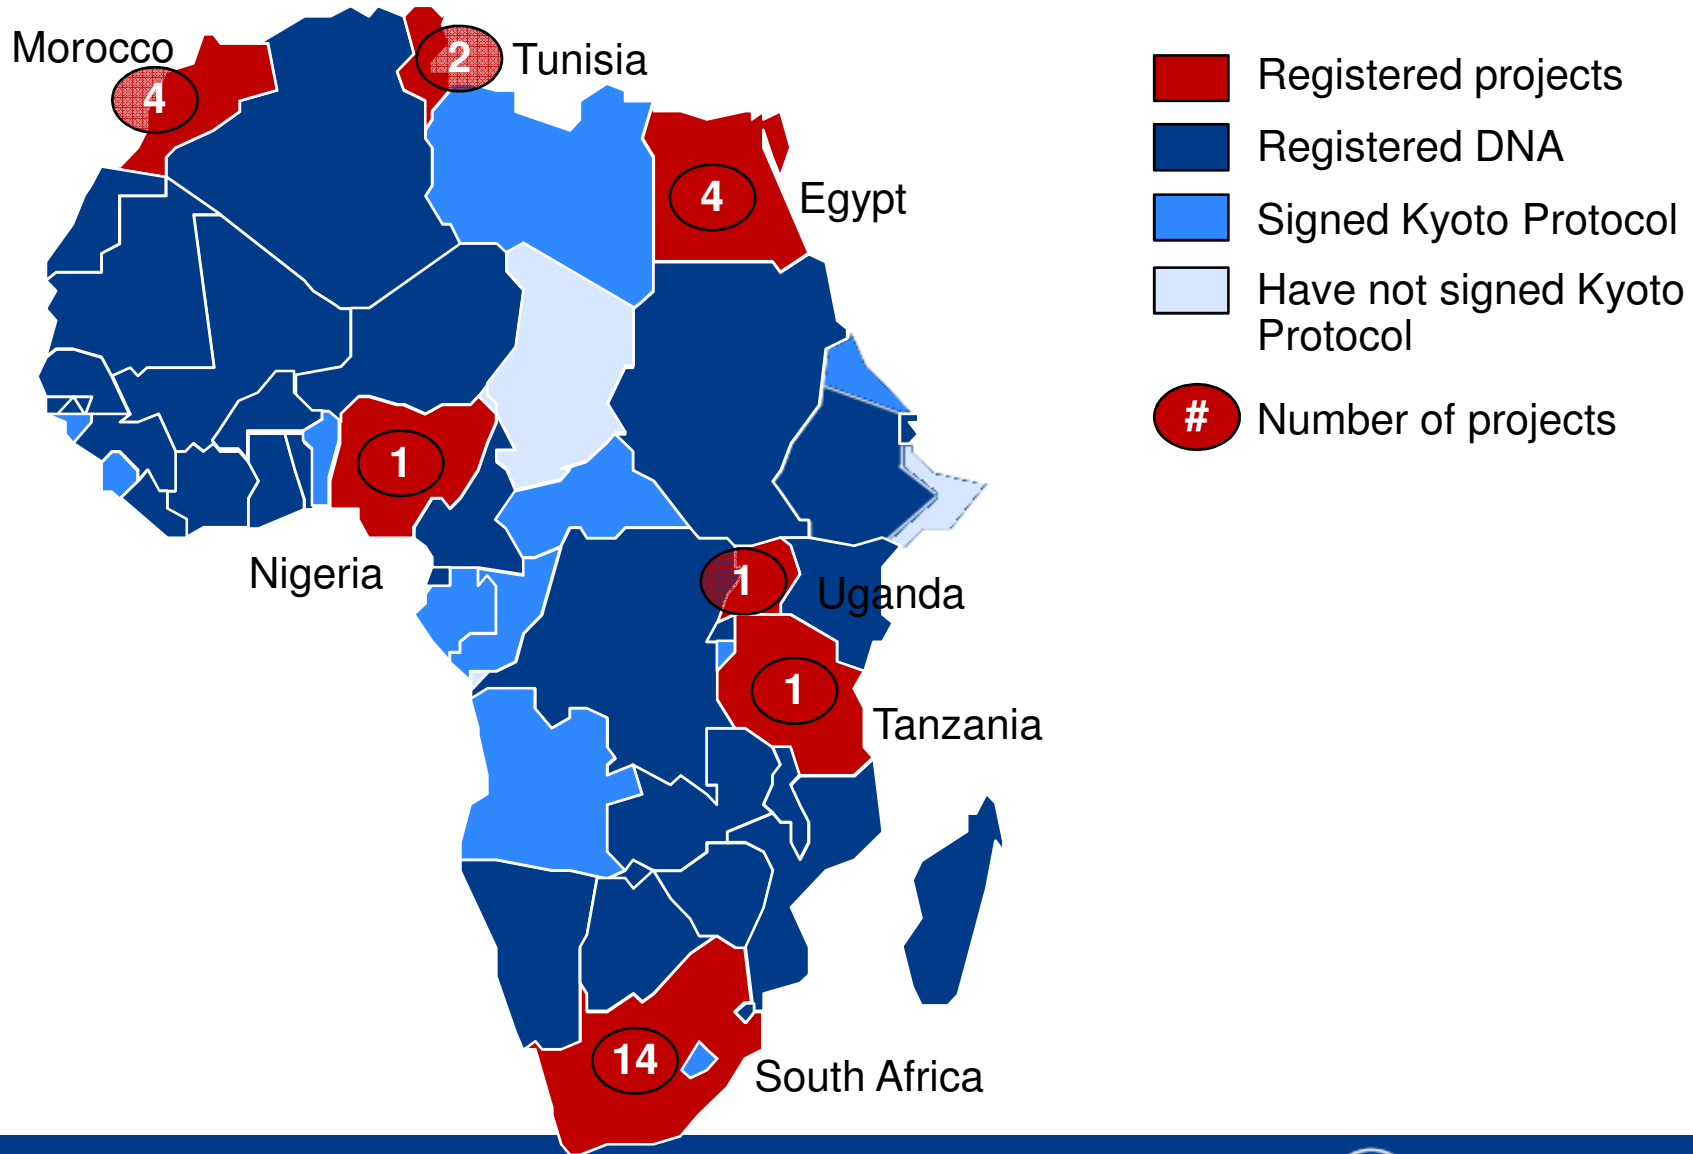 Morocco
4
2
Tunisia
4
Egypt
1
Nigeria
1
Uganda
1
Tanzania
14
South Africa
Registered projects
Registered DNA
Signed Kyoto Protocol
Have not signed Kyoto
Protocol
# Number of projects